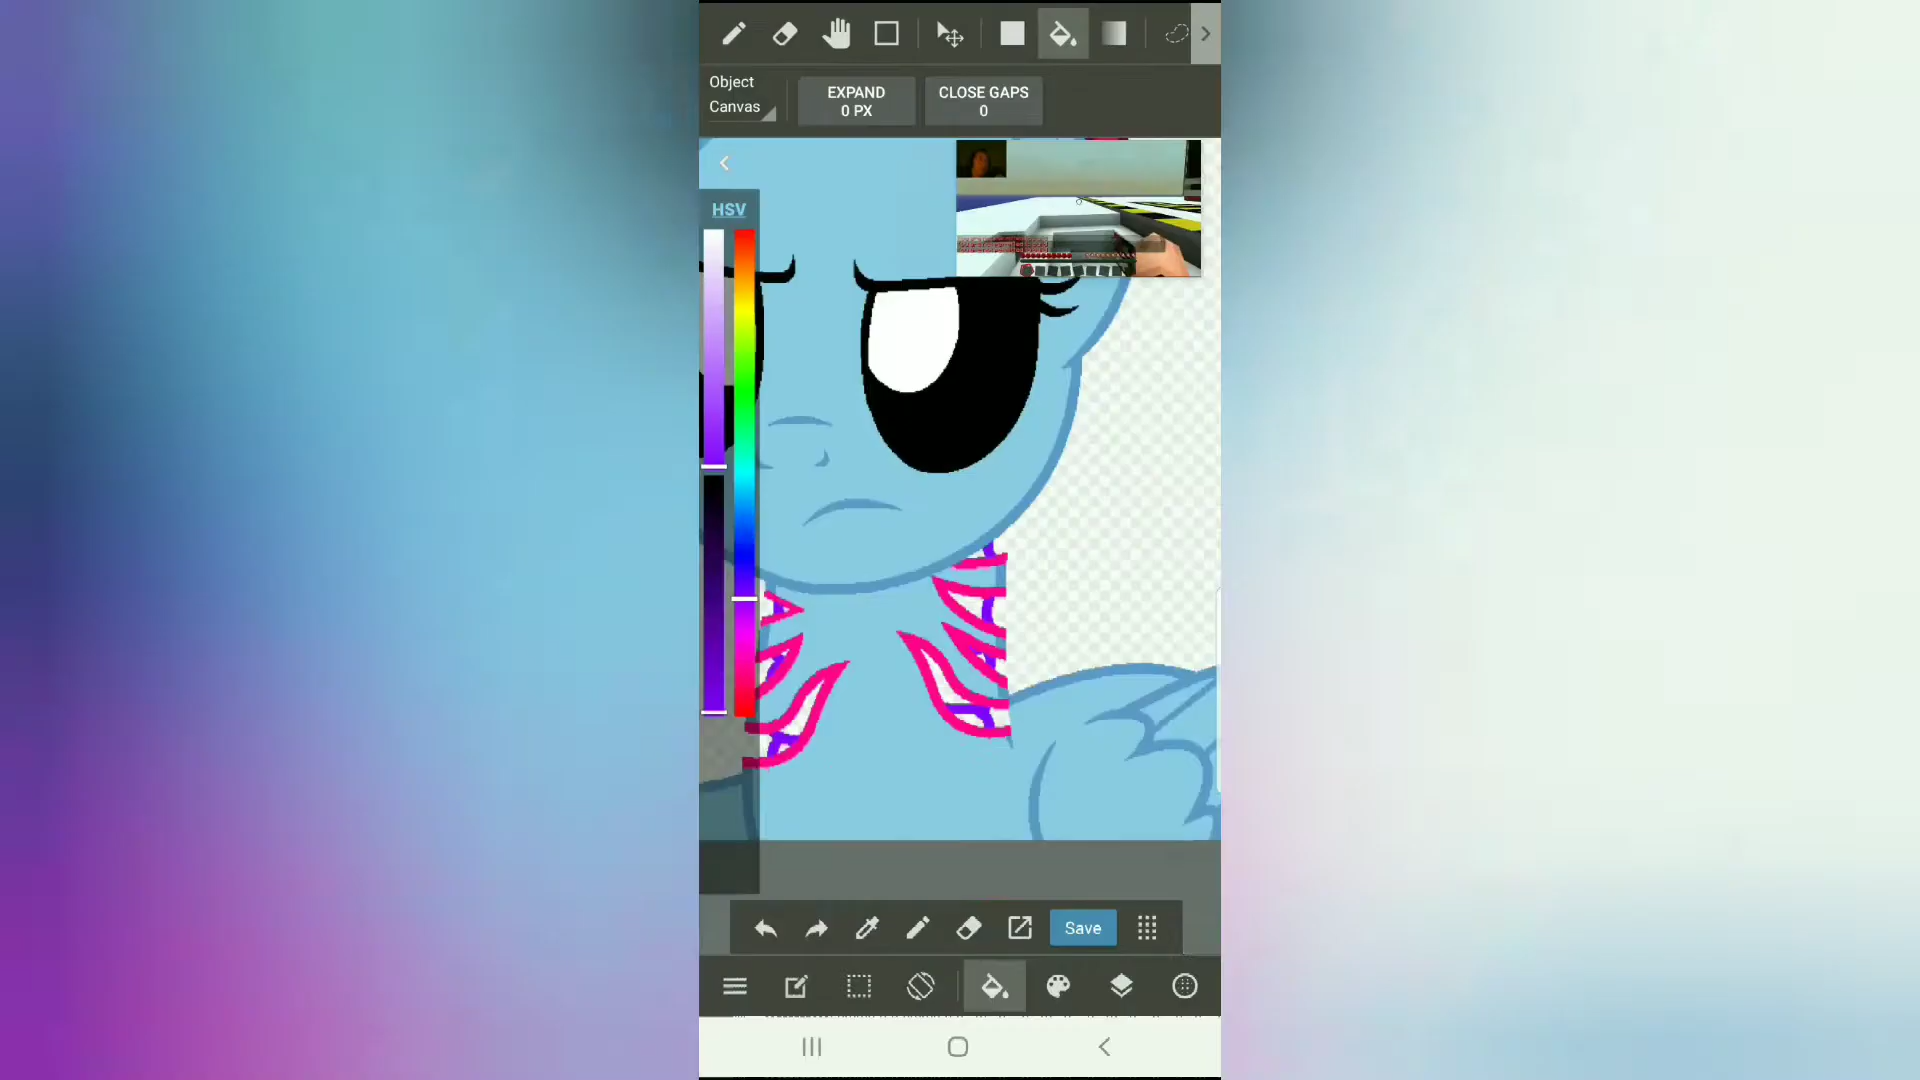 Object
Canvas
EXPAND
0 PX
CLOSE GAPS
0
HSV
Save